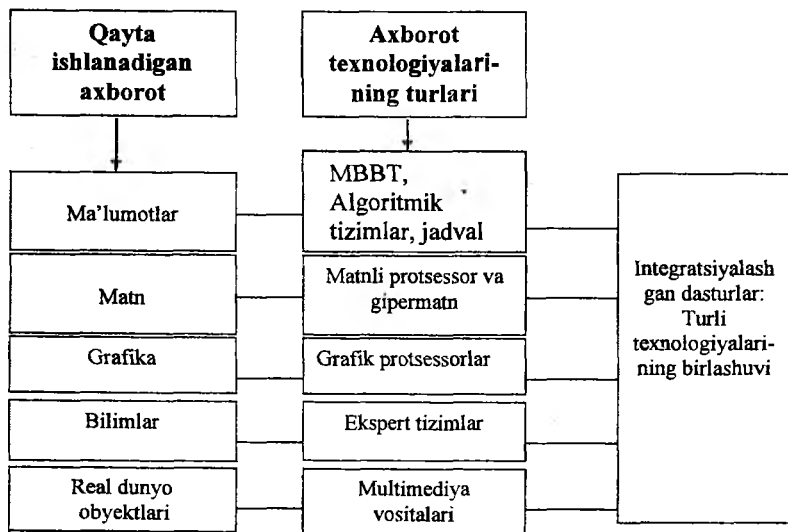 Qayta
ishlanadigan
axborot
Axborot
texnologiyalari-
ning turlari
Ma'lumotlar
MBBT,
Algoritmik
tizimlar, jadval
Matn
Matnli protsessor va
gipermatn
Grafika
Grafik protsessorlar
Bilimlar
Ekspert tizimlar
Real dunyo
obyektlari
Multimediya
vositalari
Integratsiyalash
gan dasturlar:
Turli
texnologiyalari-
ning birlashuvi